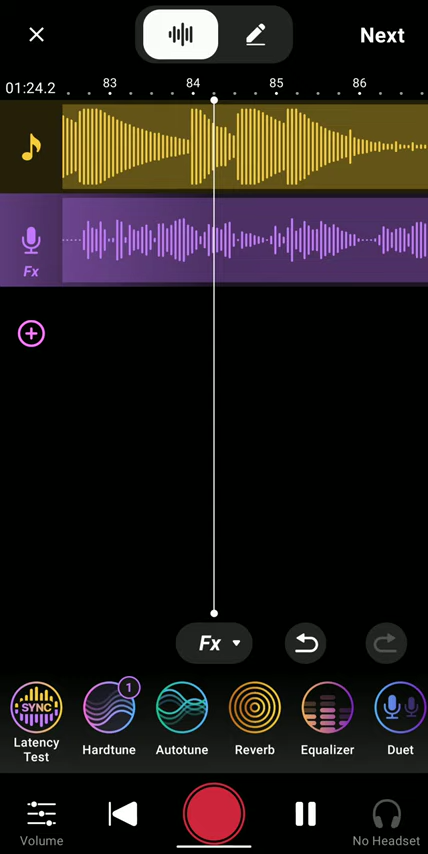 Next
01:24.2
83
84
85
86
Fx
Fx
1
SYNC
Latency
Test
Hardtune
Autotune
Reverb
Equalizer
Duet
Volume
No Headset